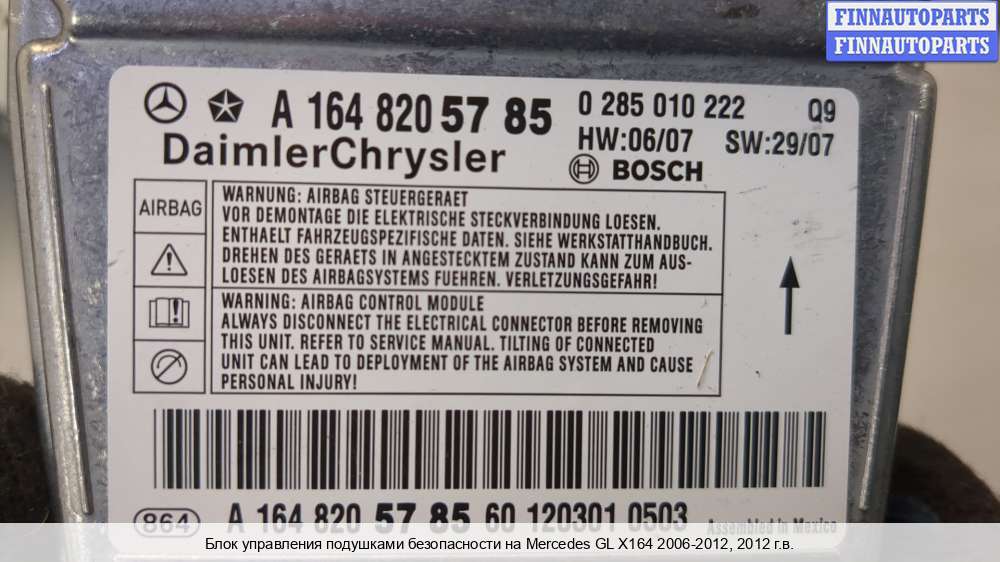 FINNAUTOPARTS
FINNAUTOPARTS
A 164 820 57 85
0 285 010 222 Q9
DaimlerChrysler
HW:06/07 SW:29/07
BOSCH
AIRBAG
WARNUNG: AIRBAG STEUERGERAET
VOR DEMONTAGE DIE ELEKTRISCHE STECKVERBINDUNG LOESEN.
ENTHAELT FAHRZEUGSPEZIFISCHE DATEN. SIEHE WERKSTATTHANDBUCH.
DREHEN DES GERAETS IN ANGESTECKTEM ZUSTAND KANN ZUM AUS-
LOESEN DES AIRBAGSYSTEMS FUEHREN. VERLETZUNGSGEFAHR!
WARNING: AIRBAG CONTROL MODULE
ALWAYS DISCONNECT THE ELECTRICAL CONNECTOR BEFORE REMOVING
THIS UNIT. REFER TO SERVICE MANUAL. TILTING OF CONNECTED
UNIT CAN LEAD TO DEPLOYMENT OF THE AIRBAG SYSTEM AND CAUSE
PERSONAL INJURY!
864 A 164 820 57 85 60 120301 0503 Assembled in Mexico
Блок управления подушками безопасности на Mercedes GL X164 2006-2012, 2012 г.в.